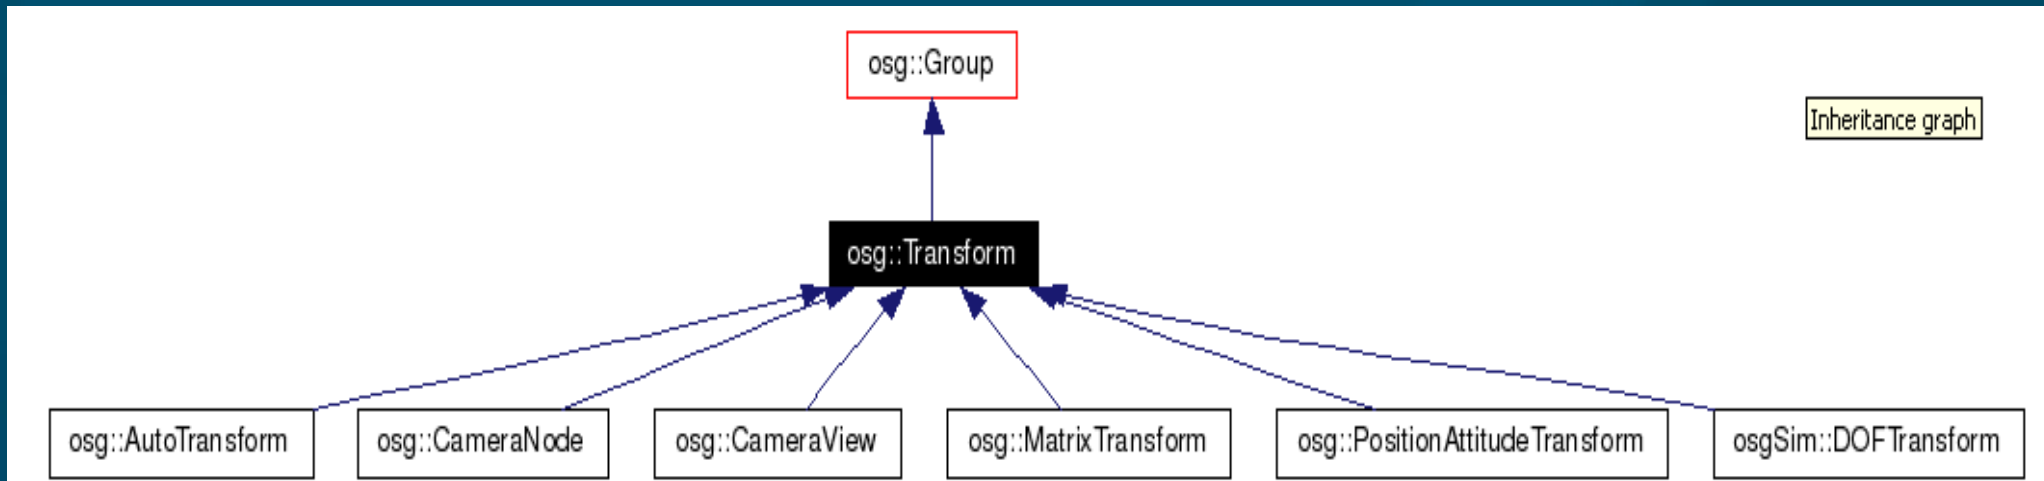 osg::Group
Inheritance graph
osg::Transform
osg::AutoTransform
osg::CameraNode
osg::CameraView
osg::MatrixTransform
osg::PositionAttitudeTransform
osgSim::DOFTransform